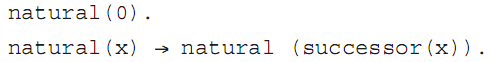 natural(0).
natural(x) → natural (successor(x)).